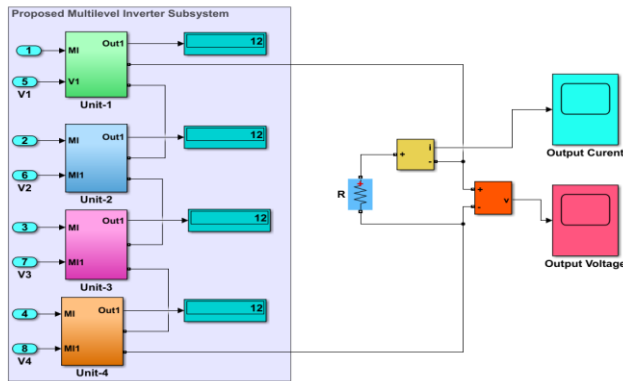 Proposed Multilevel Inverter Subsystem
1
MI
Out1
12
5
V1
V1
Unit-1
2
MI
Out1
12
6
V2
MI1
Unit-2
3
MI
Out1
12
7
V3
MI1
Unit-3
4
MI
Out1
12
8
V4
MI1
Unit-4
R
+
i
-
+
-
v
Output Curent
Output Voltage